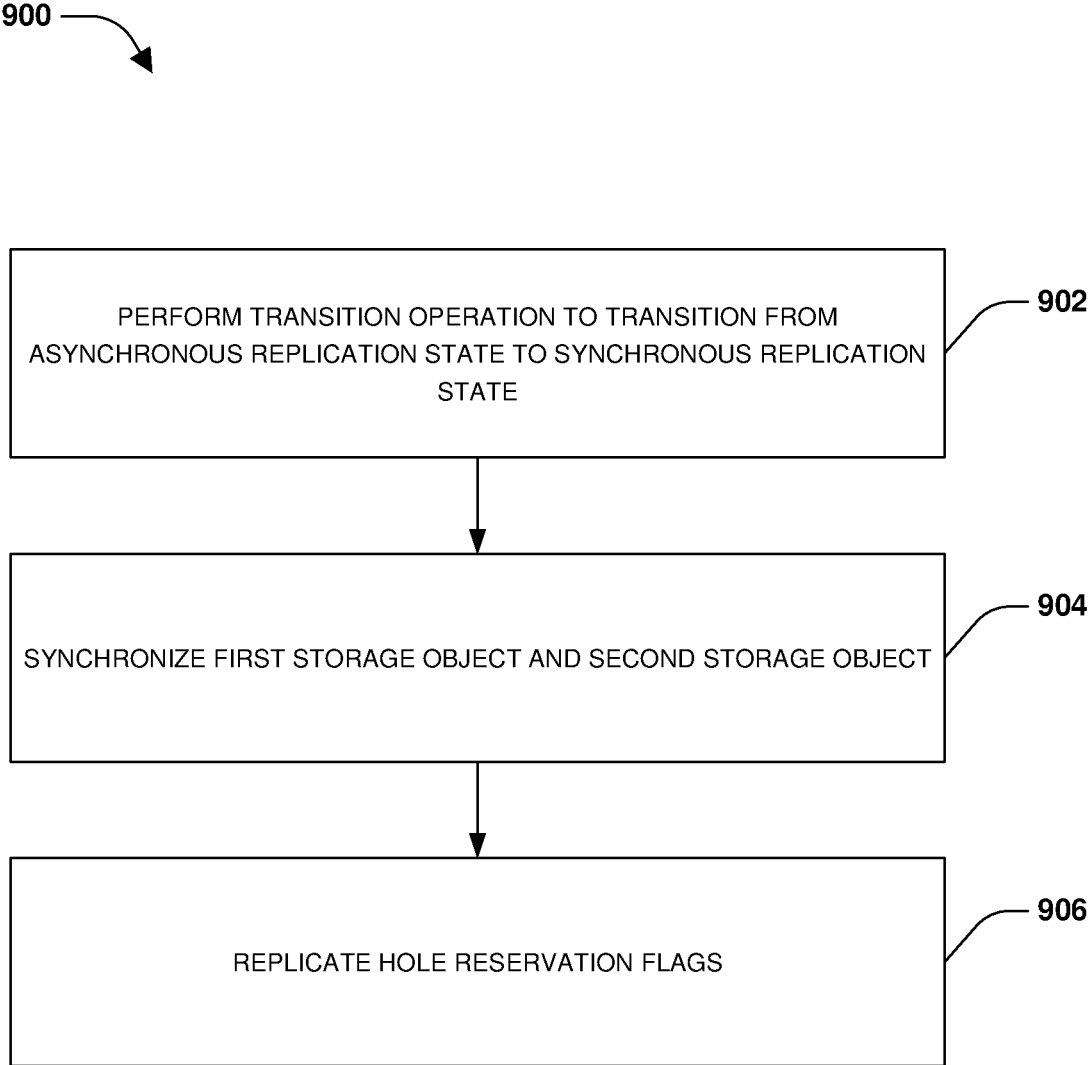 900
PERFORM TRANSITION OPERATION TO TRANSITION FROM
ASYNCHRONOUS REPLICATION STATE TO SYNCHRONOUS REPLICATION
STATE
902
SYNCHRONIZE FIRST STORAGE OBJECT AND SECOND STORAGE OBJECT
904
REPLICATE HOLE RESERVATION FLAGS
906